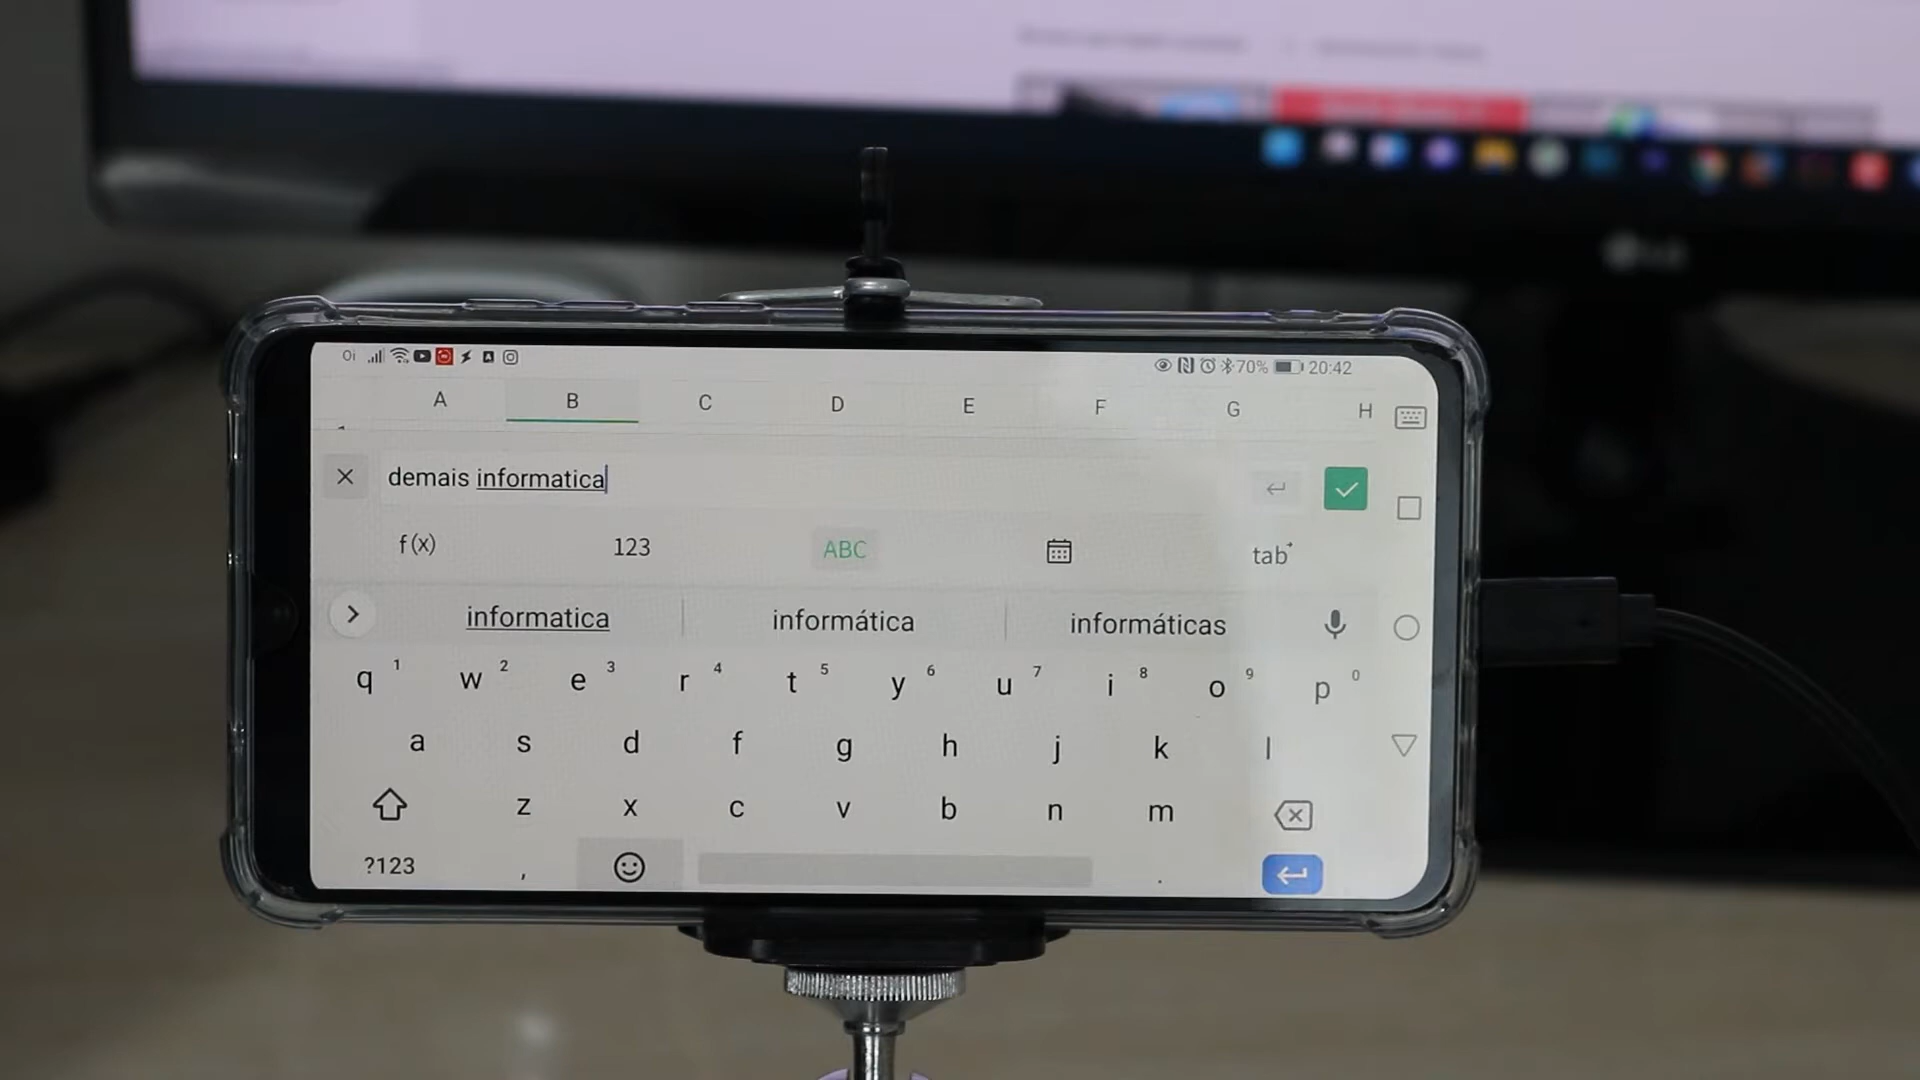 Oi 70% 20:42
A B C D E F G H
demais informatica
f(x) 123 ABC tab
informatica informática informáticas
q 1 w 2 e 3 r 4 t 5 y 6 u 7 i 8 o 9 p 0
a s d f g h j k l
z x c v b n m
?123 , .